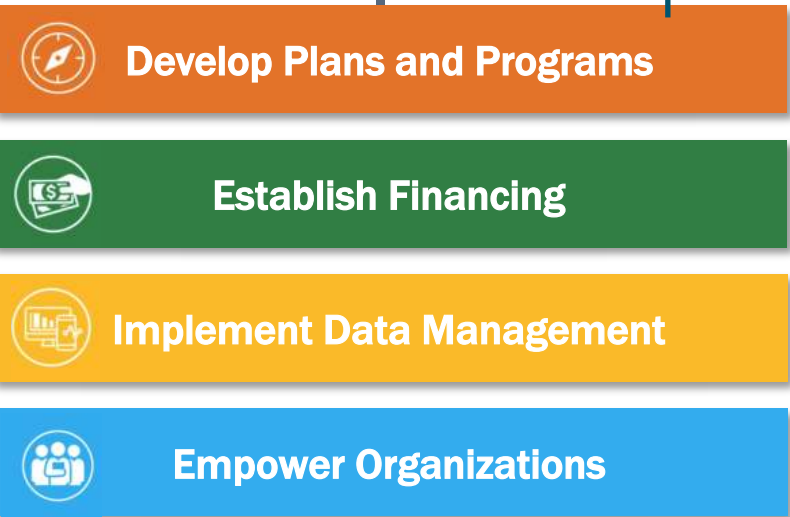 Develop Plans and Programs
Establish Financing
Implement Data Management
Empower Organizations